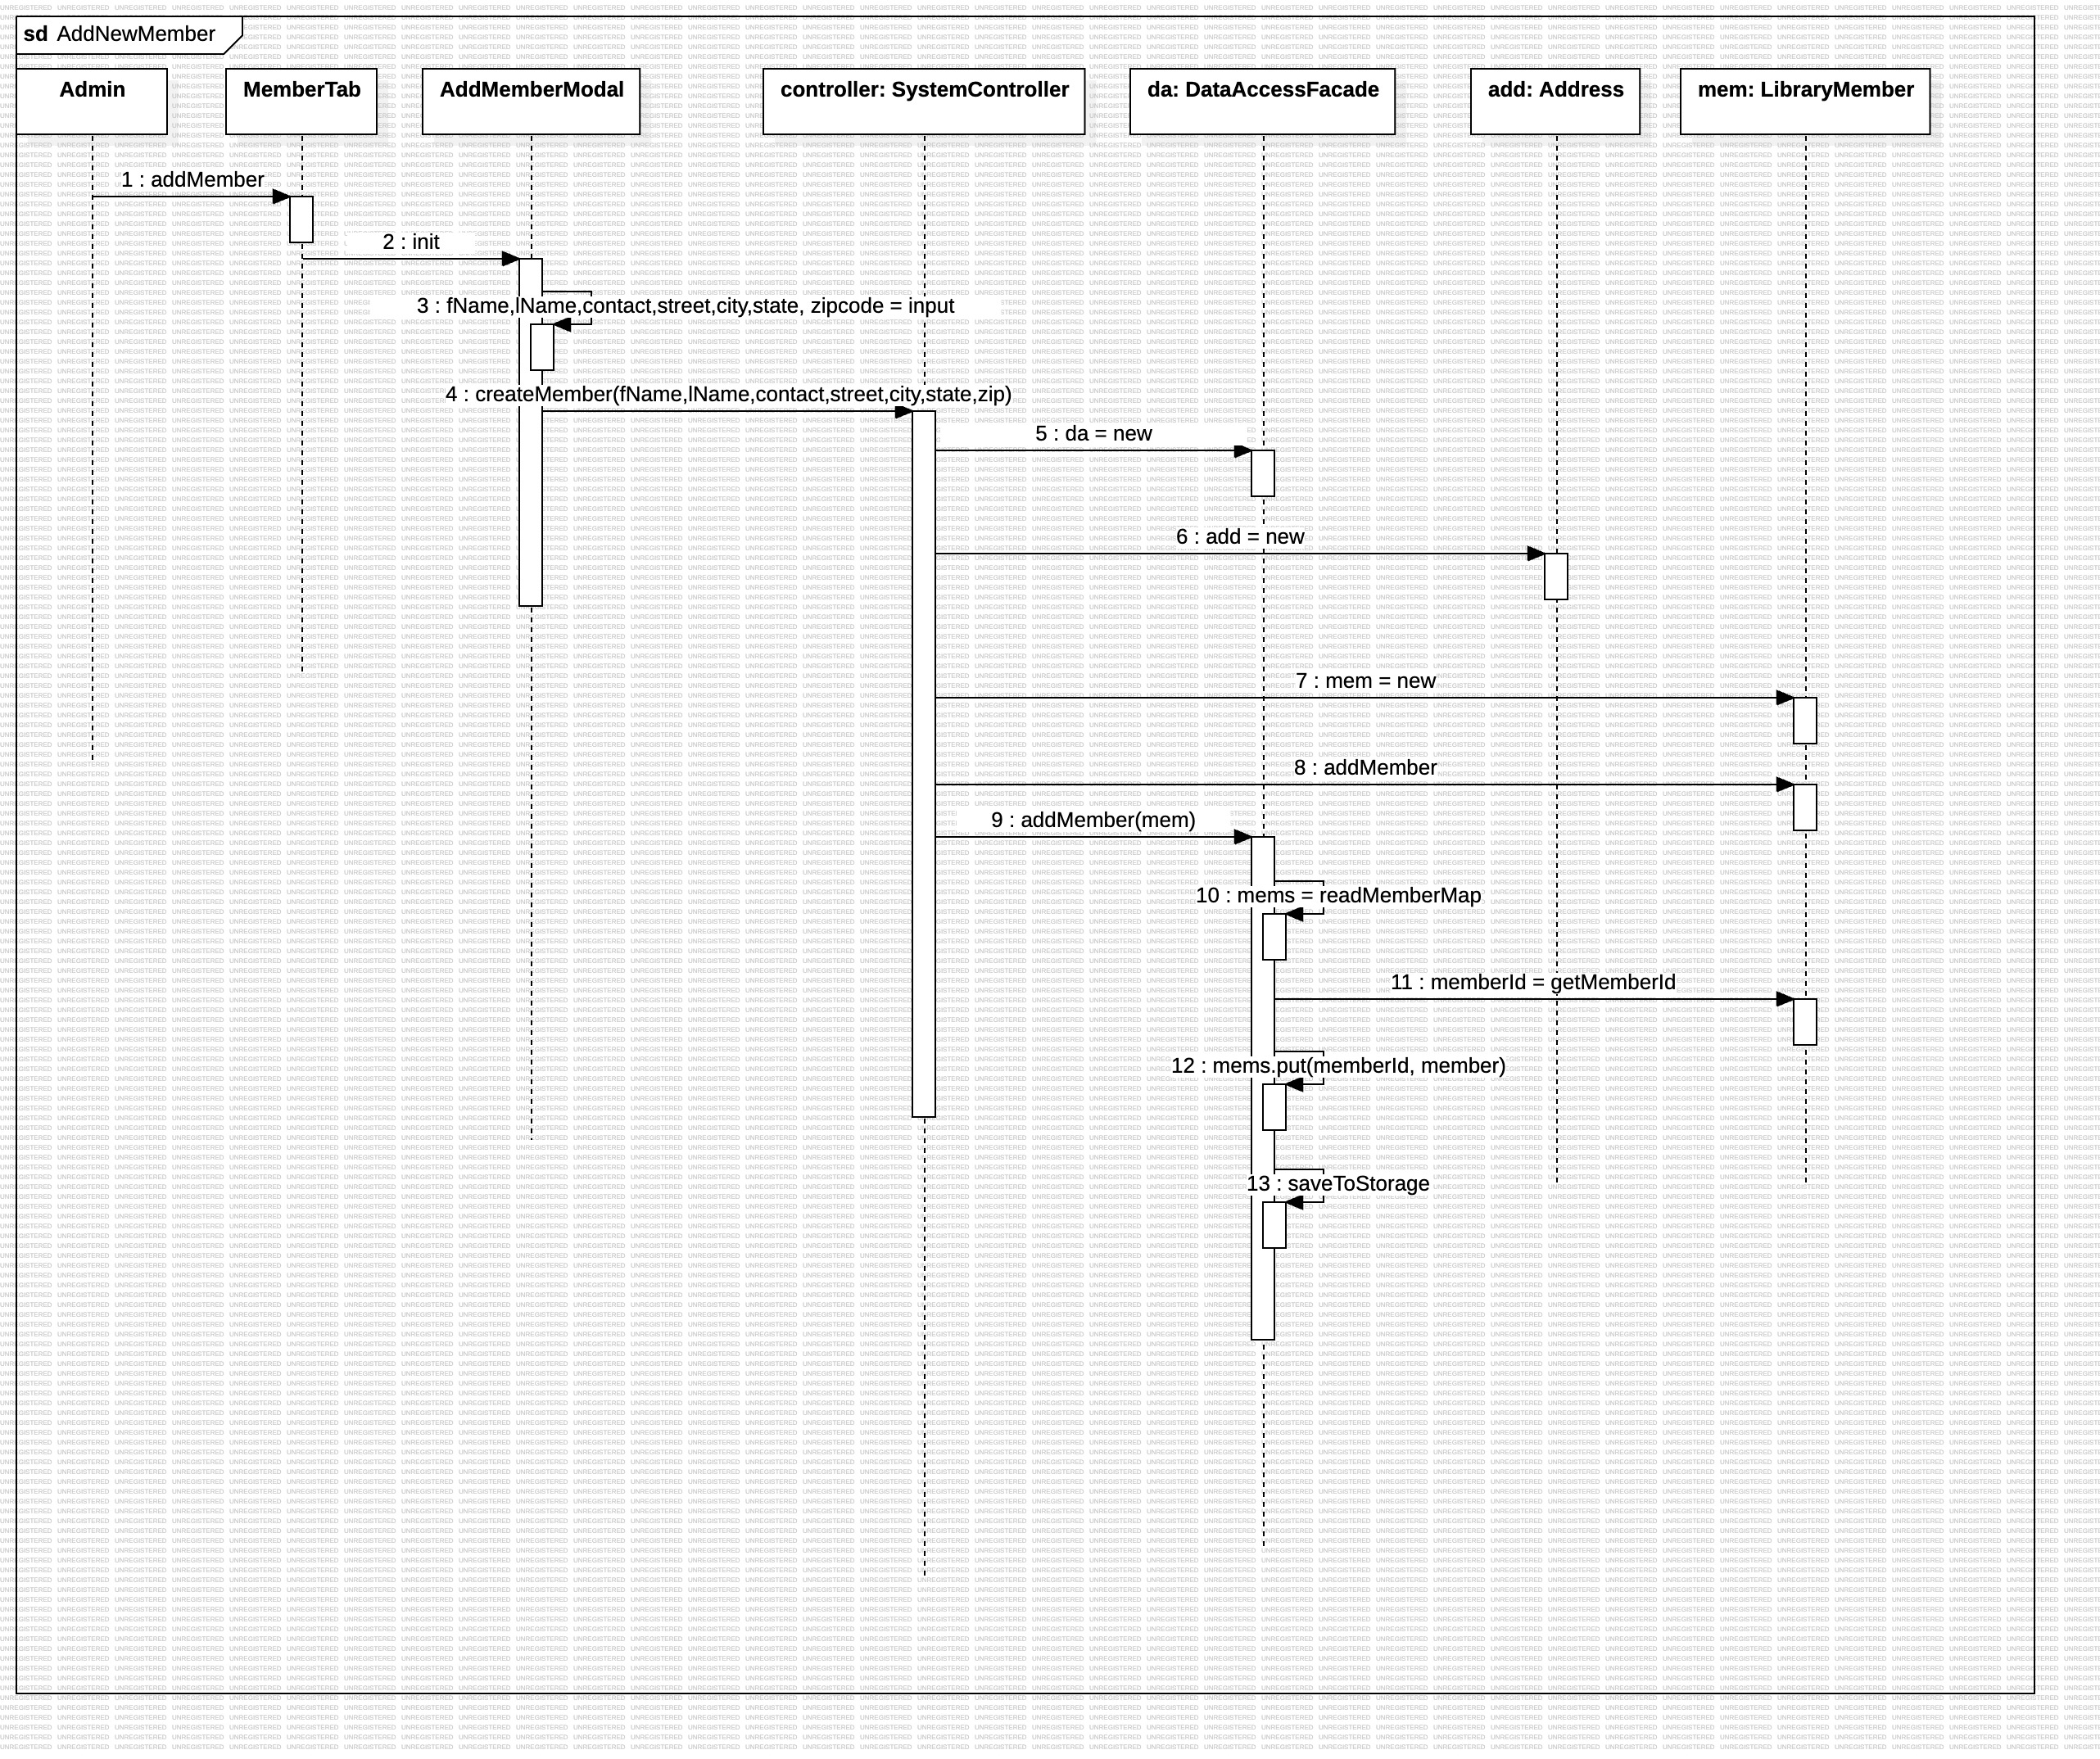 sd AddNewMember
Admin
MemberTab
AddMemberModal
controller: SystemController
da: DataAccessFacade
add: Address
mem: LibraryMember
1 : addMember
2 : init
3 : fName,lName,contact,street,city,state, zipcode = input
4 : createMember(fName,lName,contact,street,city,state,zip)
5 : da = new
6 : add = new
7 : mem = new
8 : addMember
9 : addMember(mem)
10 : mems = readMemberMap
11 : memberId = getMemberId
12 : mems.put(memberId, member)
13 : saveToStorage
UNREGISTERED